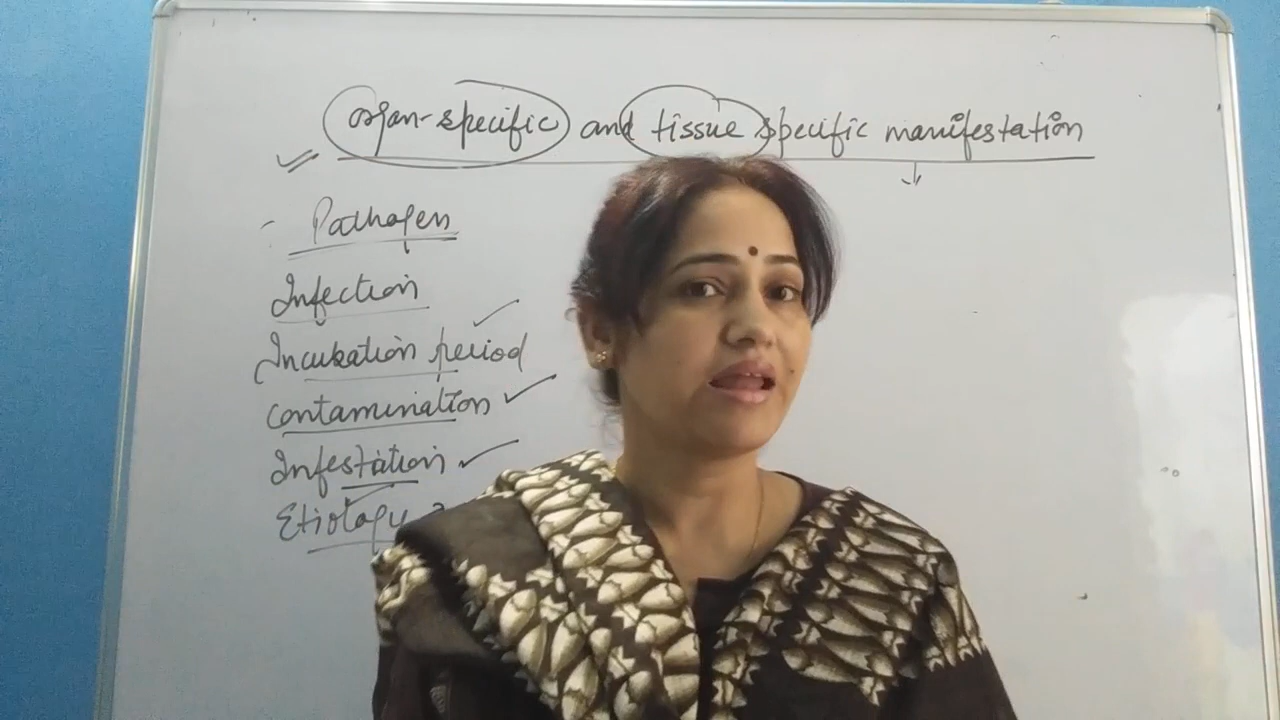 organ-specific and tissue specific manifestation
Pathogen
Infection
Incubation period
Contamination
Infestation
Etiology